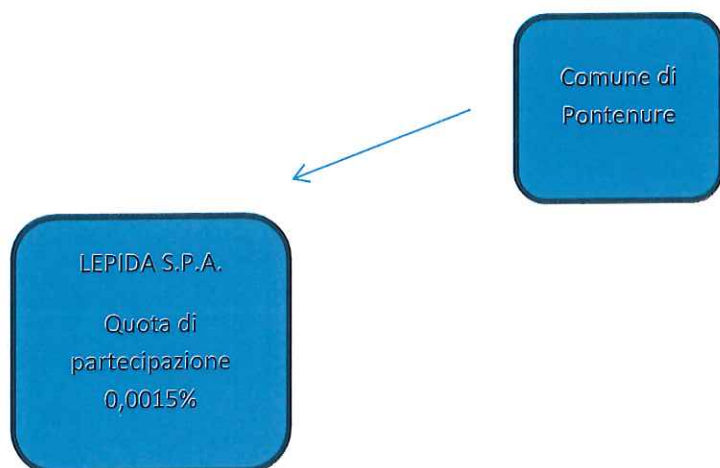 Comune di
Pontenure
LEPIDA S.P.A.
Quota di
partecipazione
0,0015%